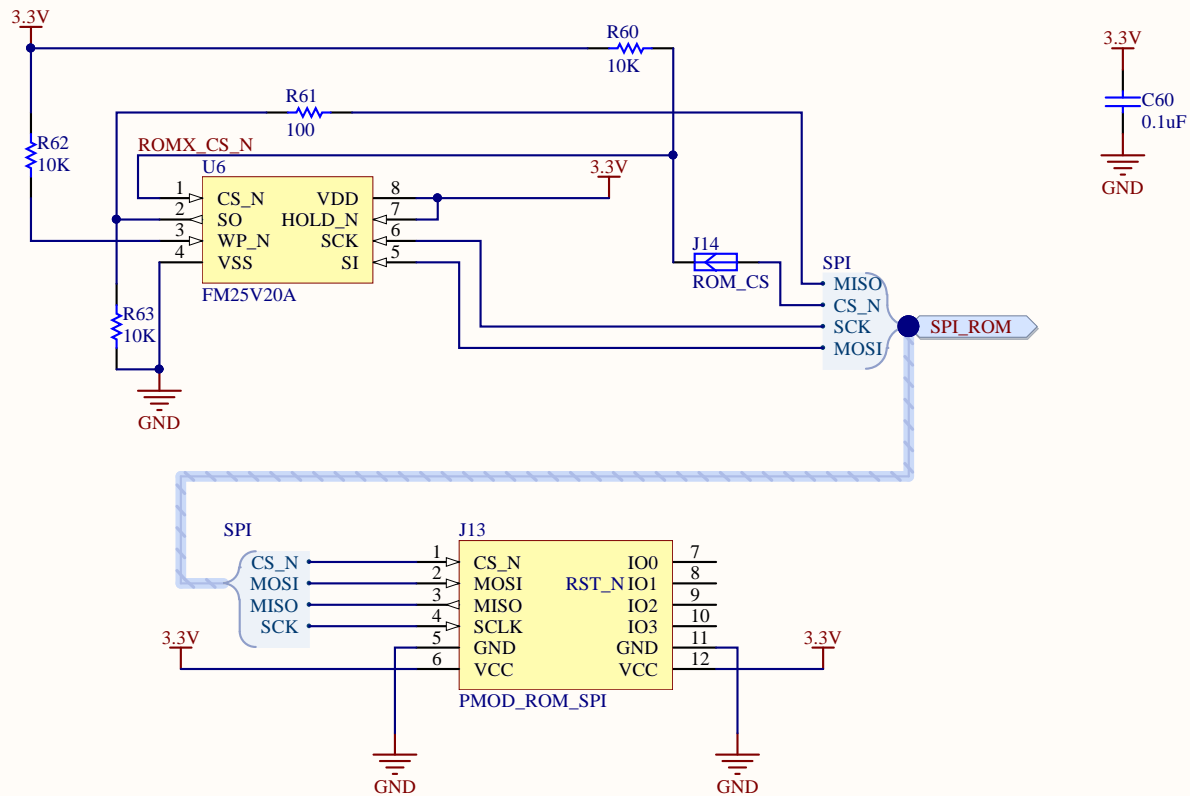 3.3V
R60
10K
3.3V
C60
0.1uF
GND
R61
100
R62
10K
ROMX_CS_N
U6
3.3V
1 CS_N VDD 8
2 SO HOLD_N 7
3 WP_N SCK 6
4 VSS SI 5
FM25V20A
J14
ROM_CS
SPI
MISO
CS_N
SCK
MOSI
SPI_ROM
R63
10K
GND
SPI
CS_N
MOSI
MISO
SCK
J13
1 CS_N IO0 7
2 MOSI RST_N IO1 8
3 MISO IO2 9
4 SCLK IO3 10
5 GND GND 11
6 VCC VCC 12
PMOD_ROM_SPI
3.3V
3.3V
GND
GND